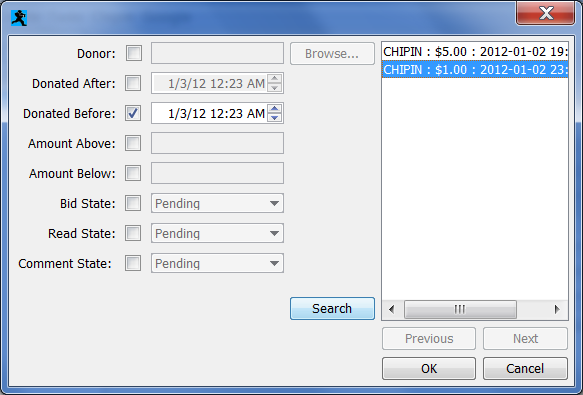 Donor:
Browse...
Donated After:
1/3/12 12:23 AM
Donated Before:
1/3/12 12:23 AM
Amount Above:
Amount Below:
Bid State:
Pending
Read State:
Pending
Comment State:
Pending
Search
CHIPIN : $5.00 : 2012-01-02 19:
CHIPIN : $1.00 : 2012-01-02 23:
Previous
Next
OK
Cancel